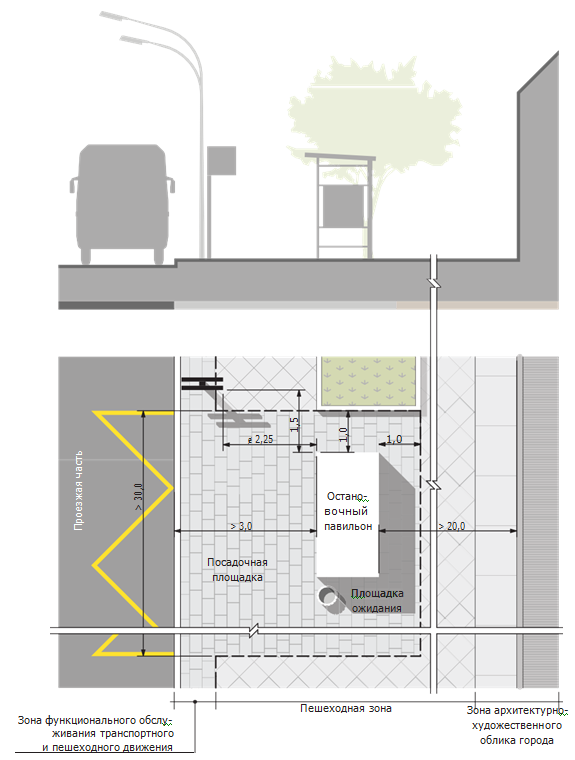 1,5
1,0
1,0
≰ 2,25
Проезжая часть
> 30,0
Остано-
вочный
павильон
> 3,0
> 20,0
Посадочная
площадка
Площадка
ожидания
Пешеходная зона
Зона функционального обслу-
живания транспортного
и пешеходного движения
Зона архитектурно-
художественного
облика города